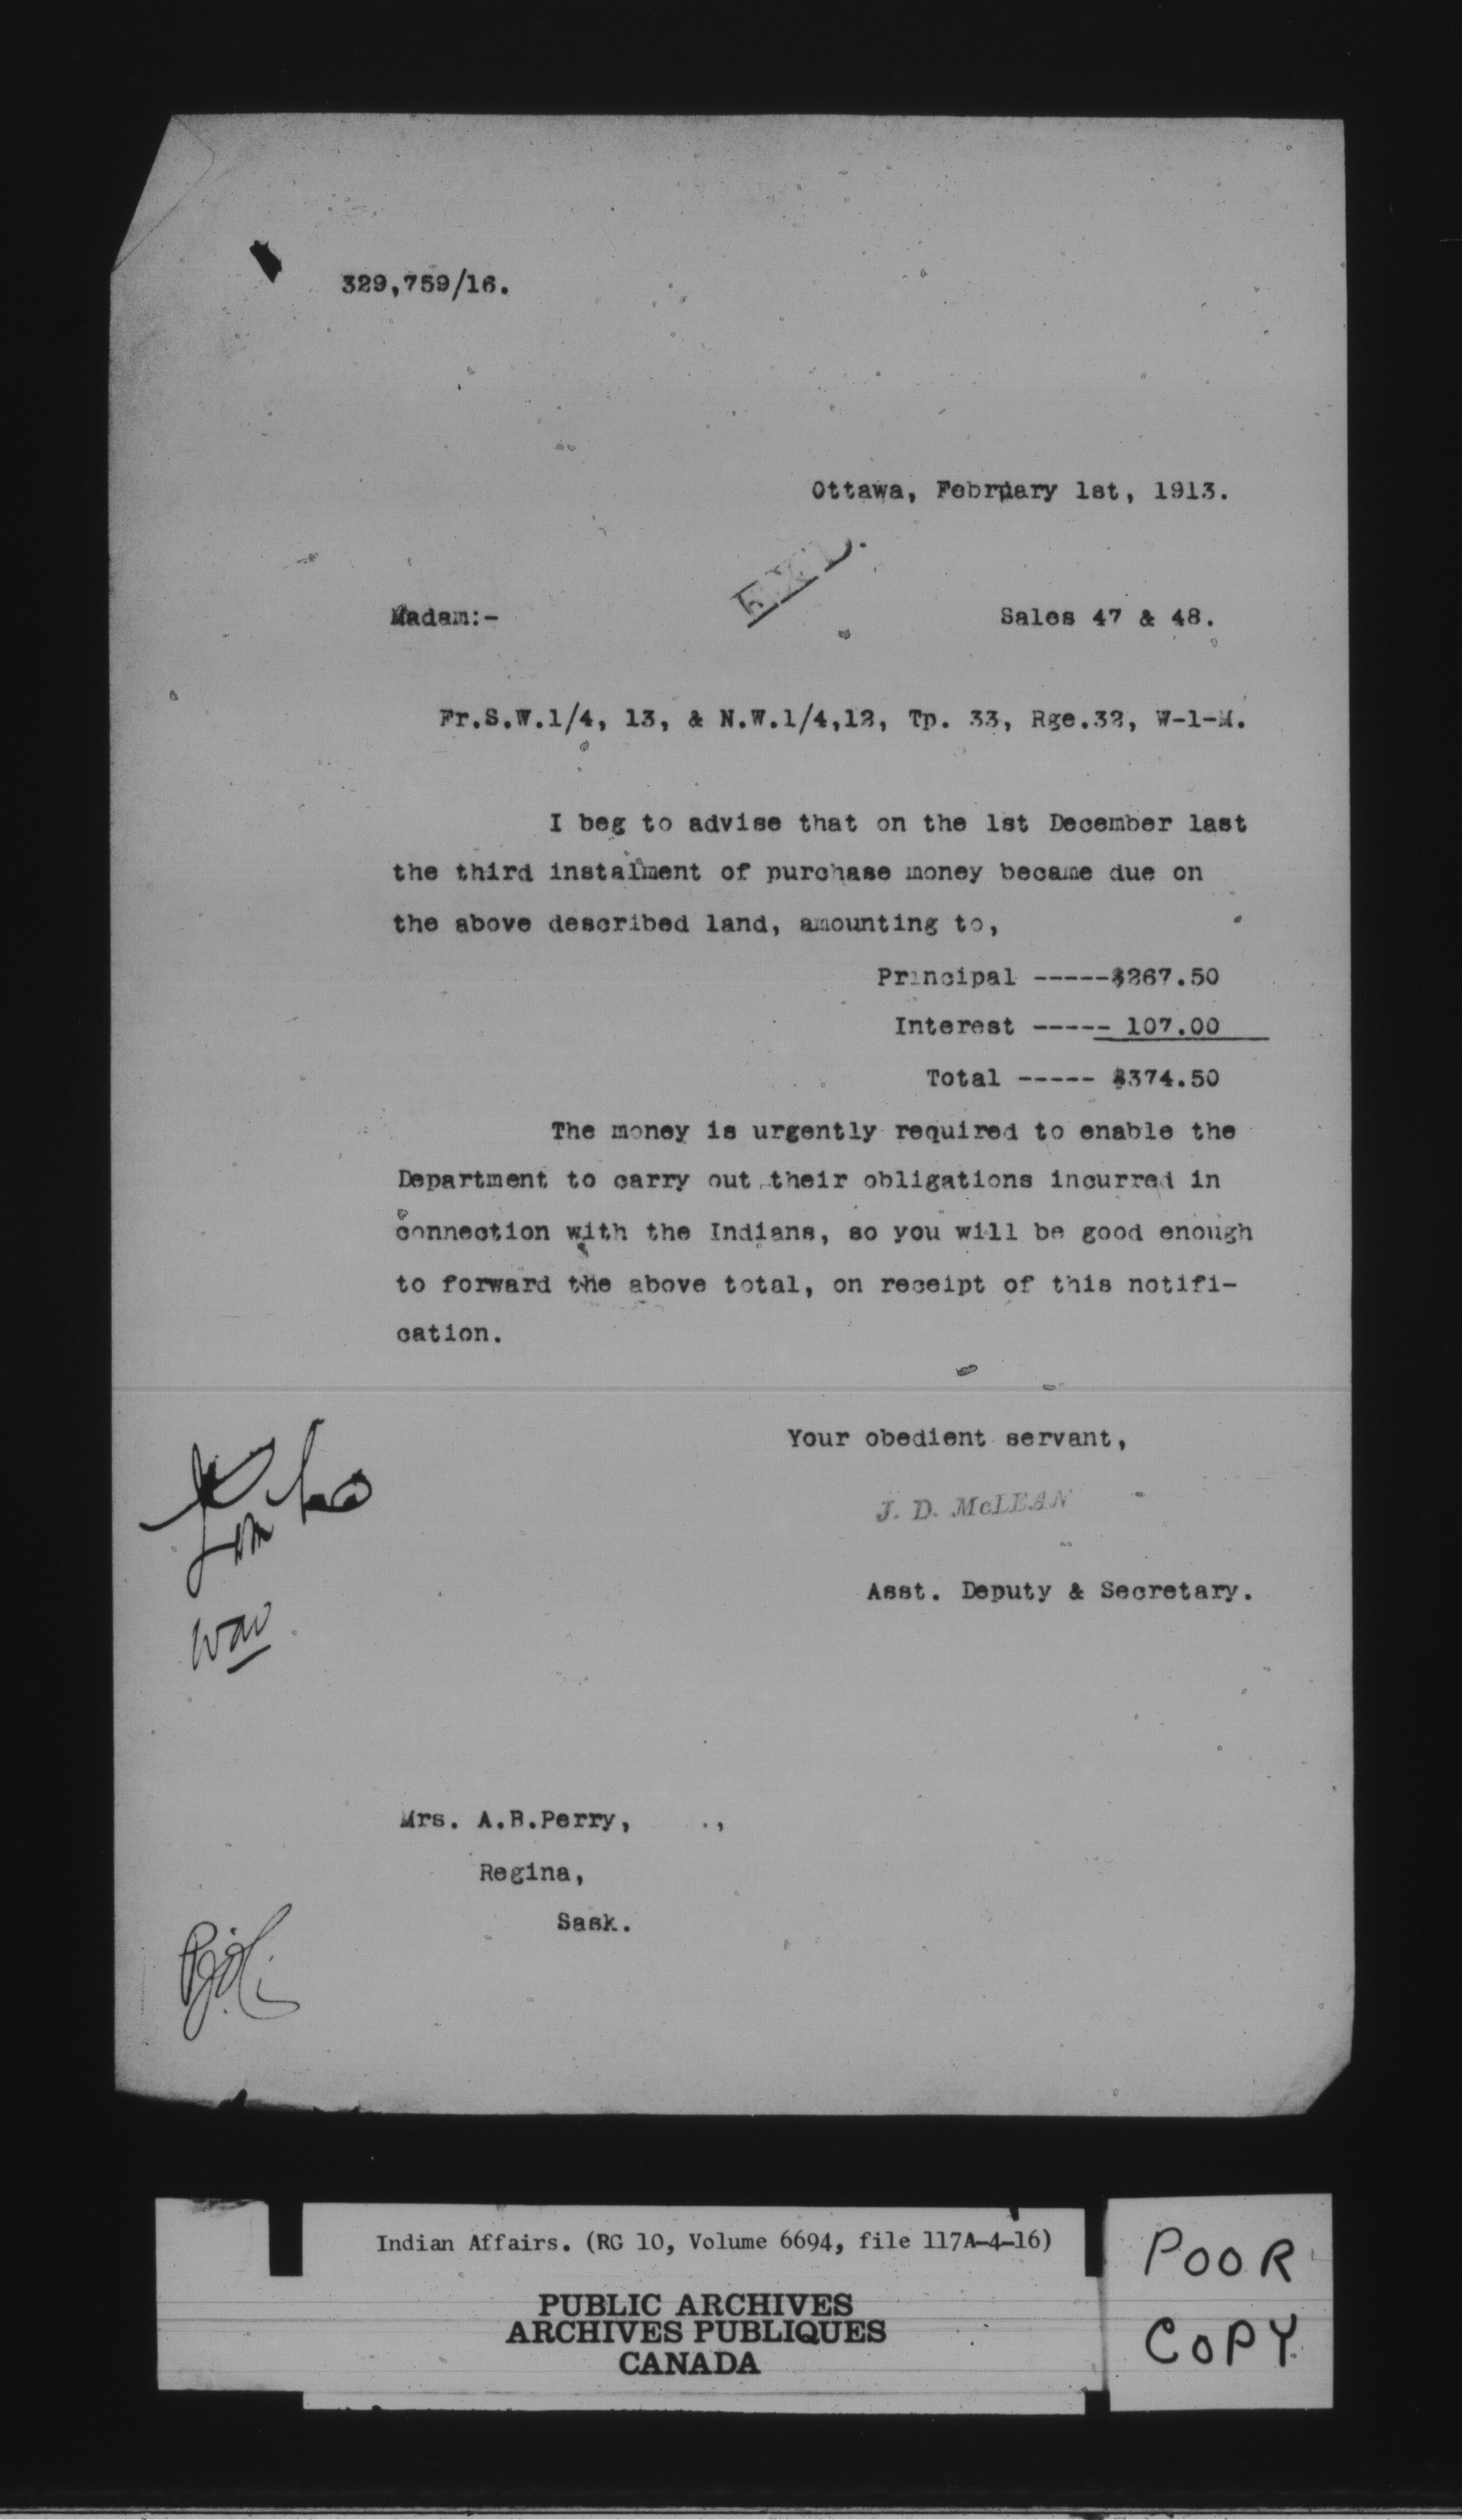 329,759/16.
Ottawa, February 1st, 1913.
EXD.
Madam:- Sales 47 & 48.
Fr.S.W.1/4, 13, & N.W.1/4,12, Tp. 33, Rge.32, W-1-M.
I beg to advise that on the 1st December last
the third instalment of purchase money became due on
the above described land, amounting to,
Principal -----$267.50
Interest ----- 107.00
Total ----- $374.50
The money is urgently required to enable the
Department to carry out their obligations incurred in
connection with the Indians, so you will be good enough
to forward the above total, on receipt of this notifi-
cation.
Your obedient servant,
J. D. McLEAN
Asst. Deputy & Secretary.
Mrs. A.B.Perry, .,
Regina,
Sask.
Indian Affairs. (RG 10, Volume 6694, file 117A-4-16)
PUBLIC ARCHIVES
ARCHIVES PUBLIQUES
CANADA
POOR
COPY